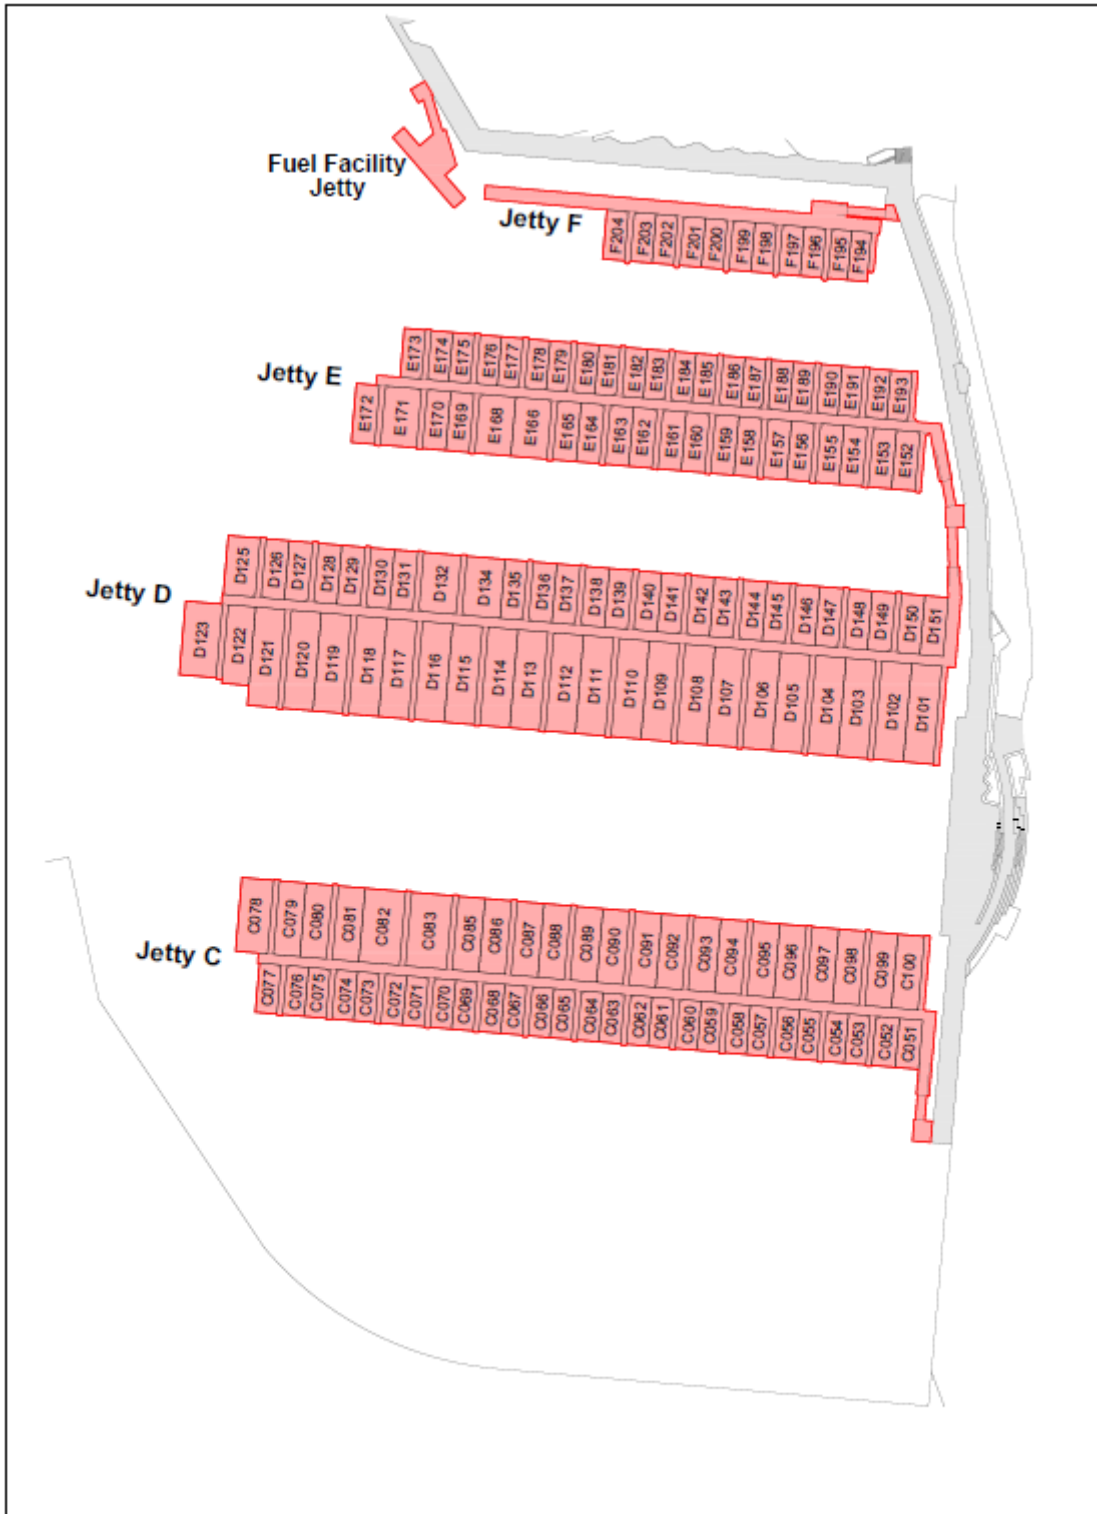 Fuel Facility
Jetty
Jetty F
F204 F203 F202 F201 F200 F199 F198 F197 F196 F195 F194
Jetty E
E173 E174 E175 E176 E177 E178 E179 E180 E181 E182 E183 E184 E185 E186 E187 E188 E189 E190 E191 E192 E193
E172 E171 E170 E169 E168 E166 E165 E164 E163 E162 E161 E160 E159 E158 E157 E156 E155 E154 E153 E152
Jetty D
D125 D126 D127 D128 D129 D130 D131 D132 D134 D135 D136 D137 D138 D139 D140 D141 D142 D143 D144 D145 D146 D147 D148 D149 D150 D151
D123 D122 D121 D120 D119 D118 D117 D116 D115 D114 D113 D112 D111 D110 D109 D108 D107 D106 D105 D104 D103 D102 D101
Jetty C
C078 C079 C080 C081 C082 C083 C085 C086 C087 C088 C089 C090 C091 C092 C093 C094 C095 C096 C097 C098 C099 C100
C077 C076 C075 C074 C073 C072 C071 C070 C069 C068 C067 C066 C065 C064 C063 C062 C061 C060 C059 C058 C057 C056 C055 C054 C053 C052 C051